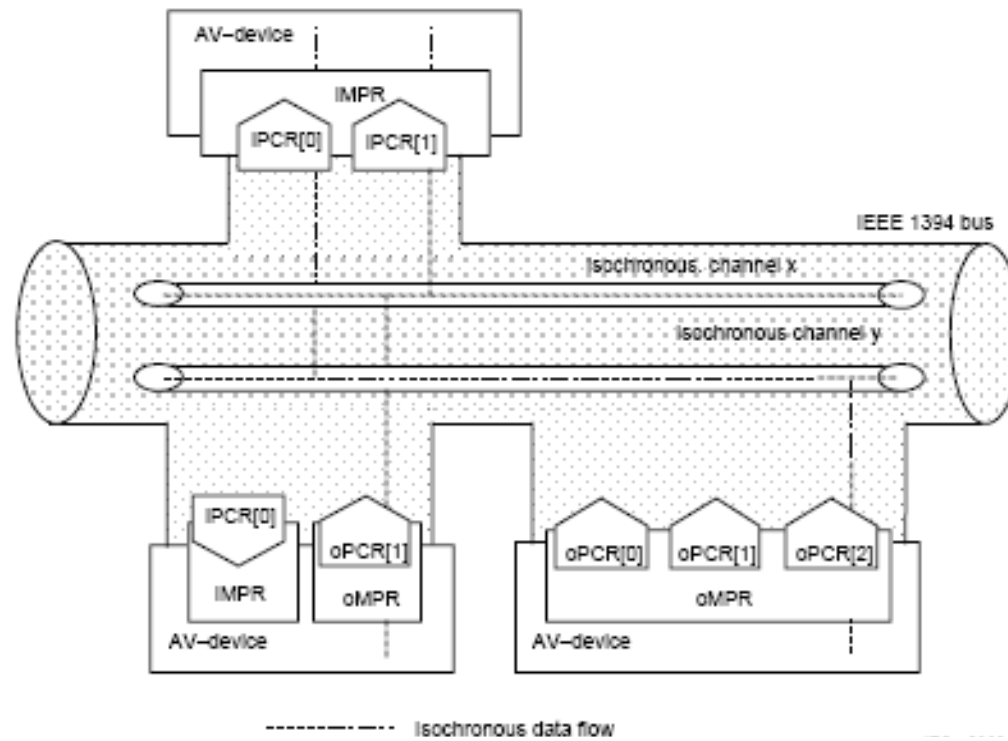 AV–device
IMPR
IPCR[0]
IPCR[1]
IEEE 1394 bus
Isochronous, channel x
Isochronous channel y
IPCR[0]
oPCR[1]
IMPR
oMPR
AV–device
oPCR[0]
oPCR[1]
oPCR[2]
oMPR
AV–device
Isochronous data flow